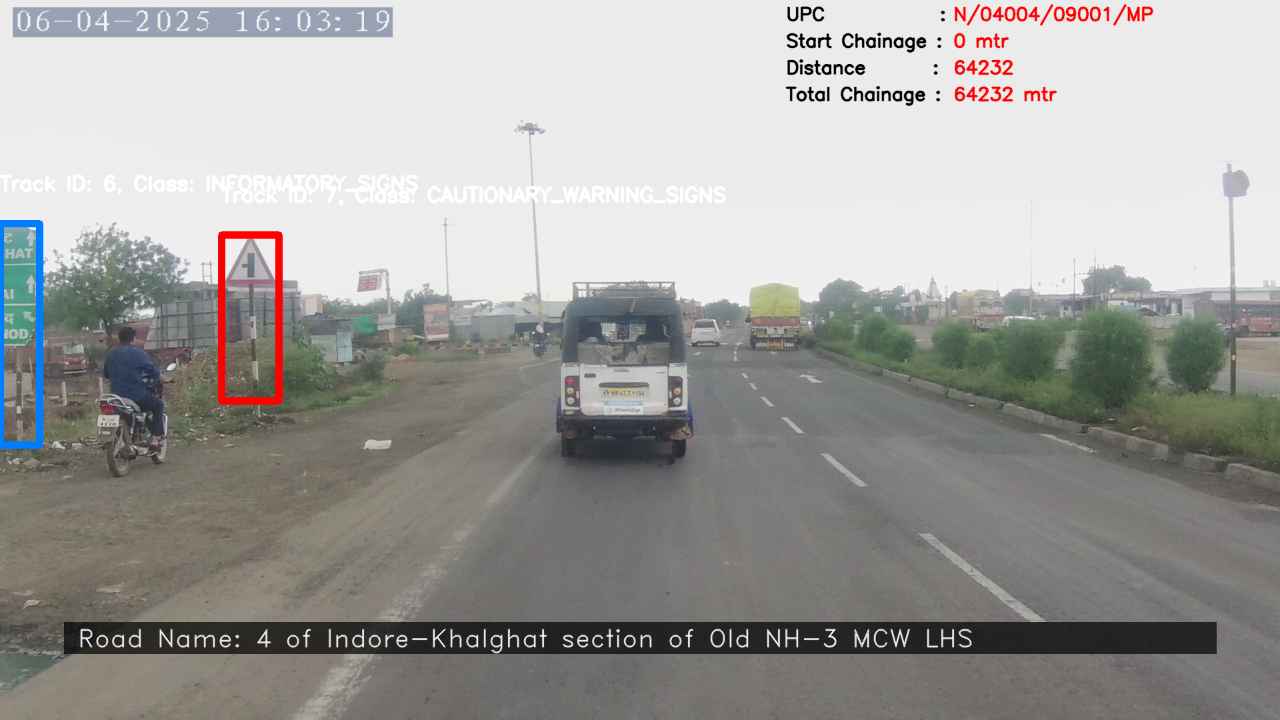 06-04-2025 16:03:19
UPC : N/04004/09001/MP
Start Chainage : 0 mtr
Distance : 64232
Total Chainage : 64232 mtr
Track ID: 6, Class: INFORMATORY_SIGNS
Track ID: 7, Class: CAUTIONARY_WARNING_SIGNS
TAH
Road Name: 4 of Indore-Khalghat section of Old NH-3 MCW LHS